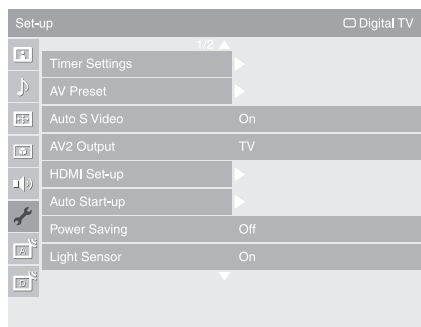 Set-up Digital TV
1/2
Timer Settings
AV Preset
Auto S Video On
AV2 Output TV
HDMI Set-up
Auto Start-up
Power Saving Off
Light Sensor On
A
D